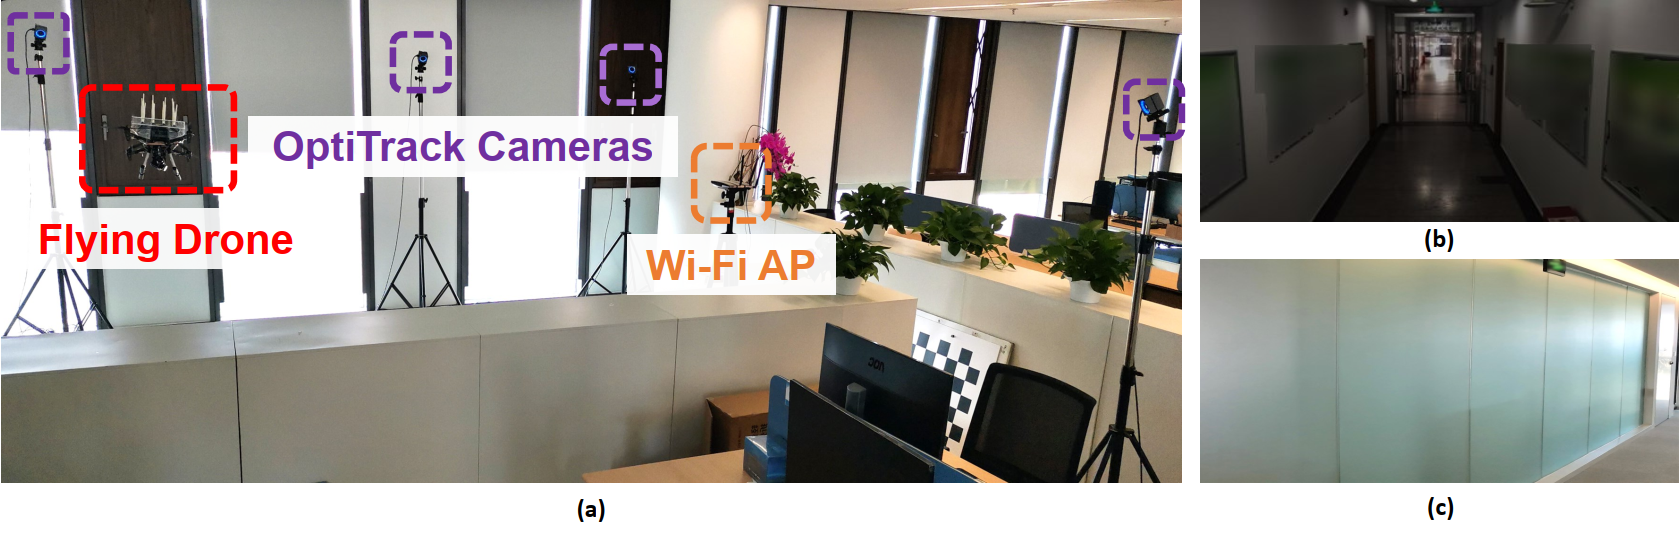 OptiTrack Cameras
Flying Drone
Wi-Fi AP
(a)
(b)
(c)